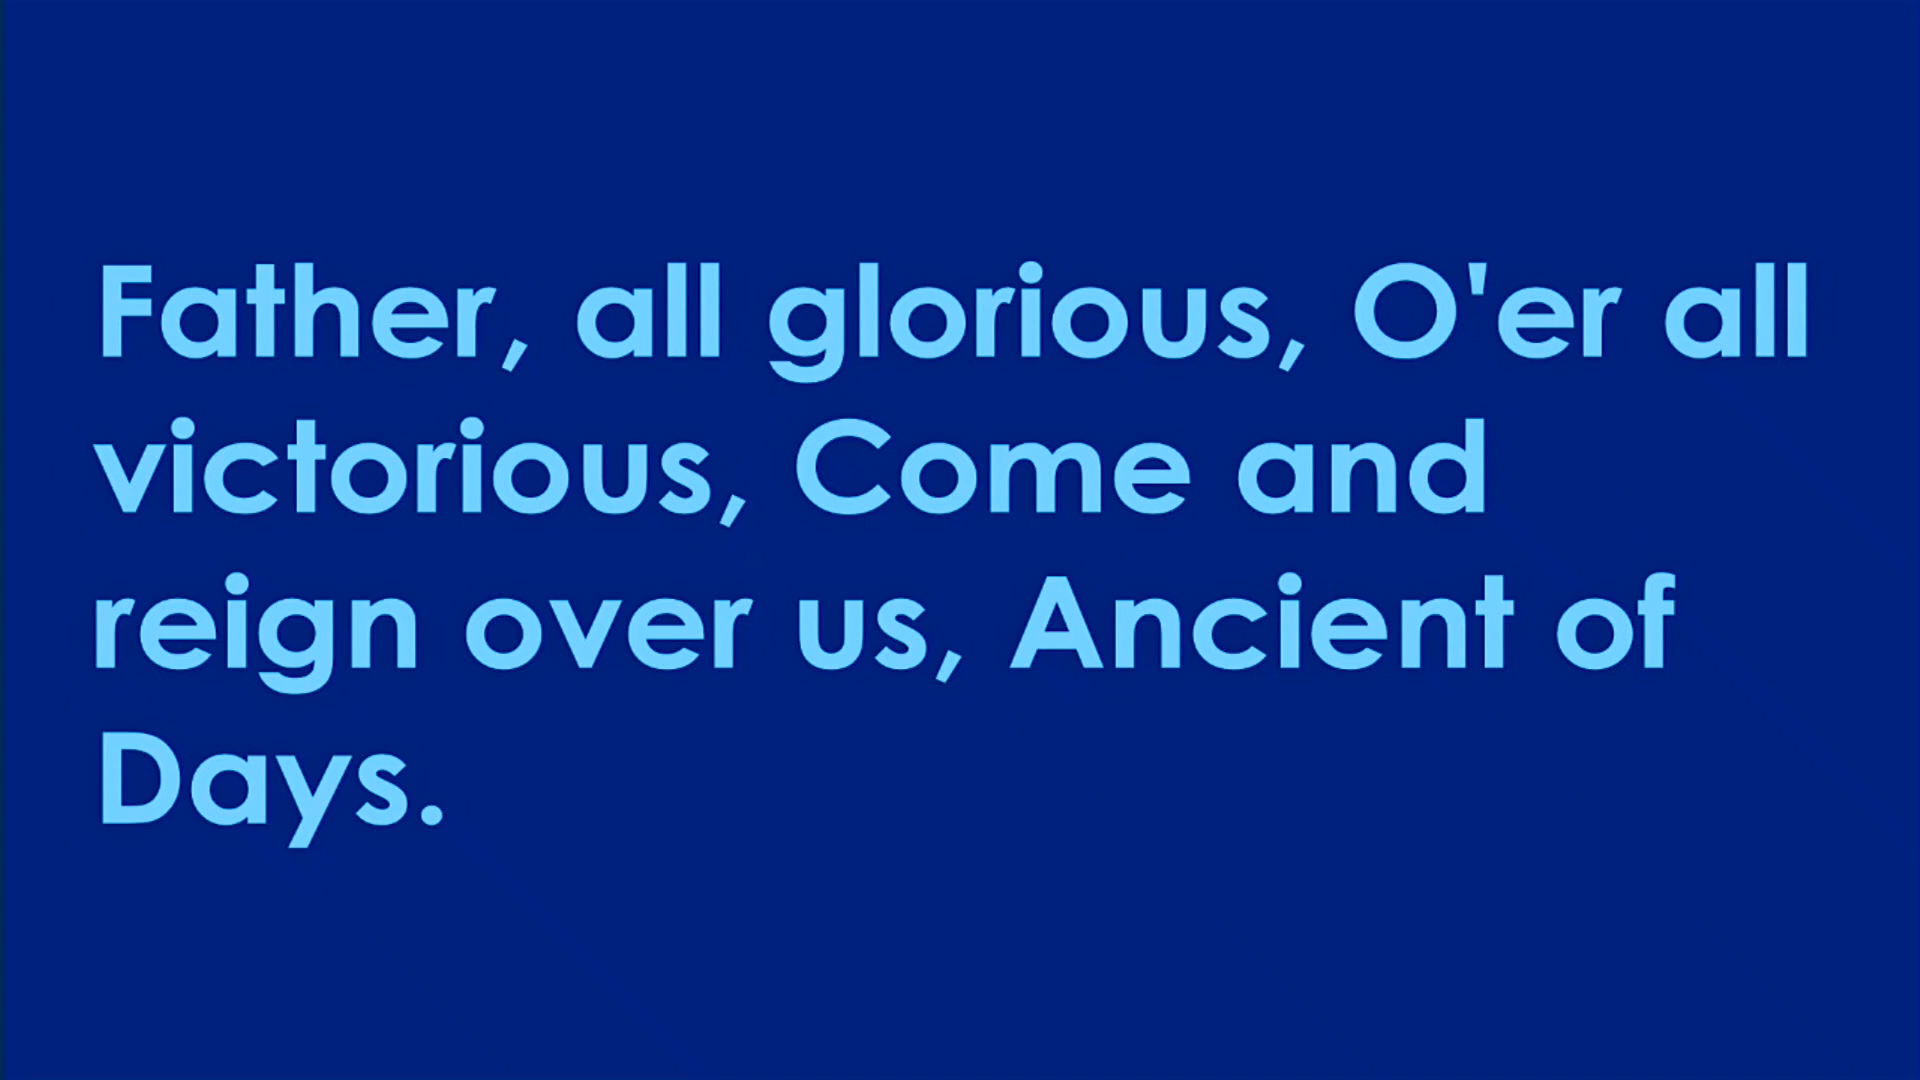 Father, all glorious, O'er all
victorious, Come and
reign over us, Ancient of
Days.